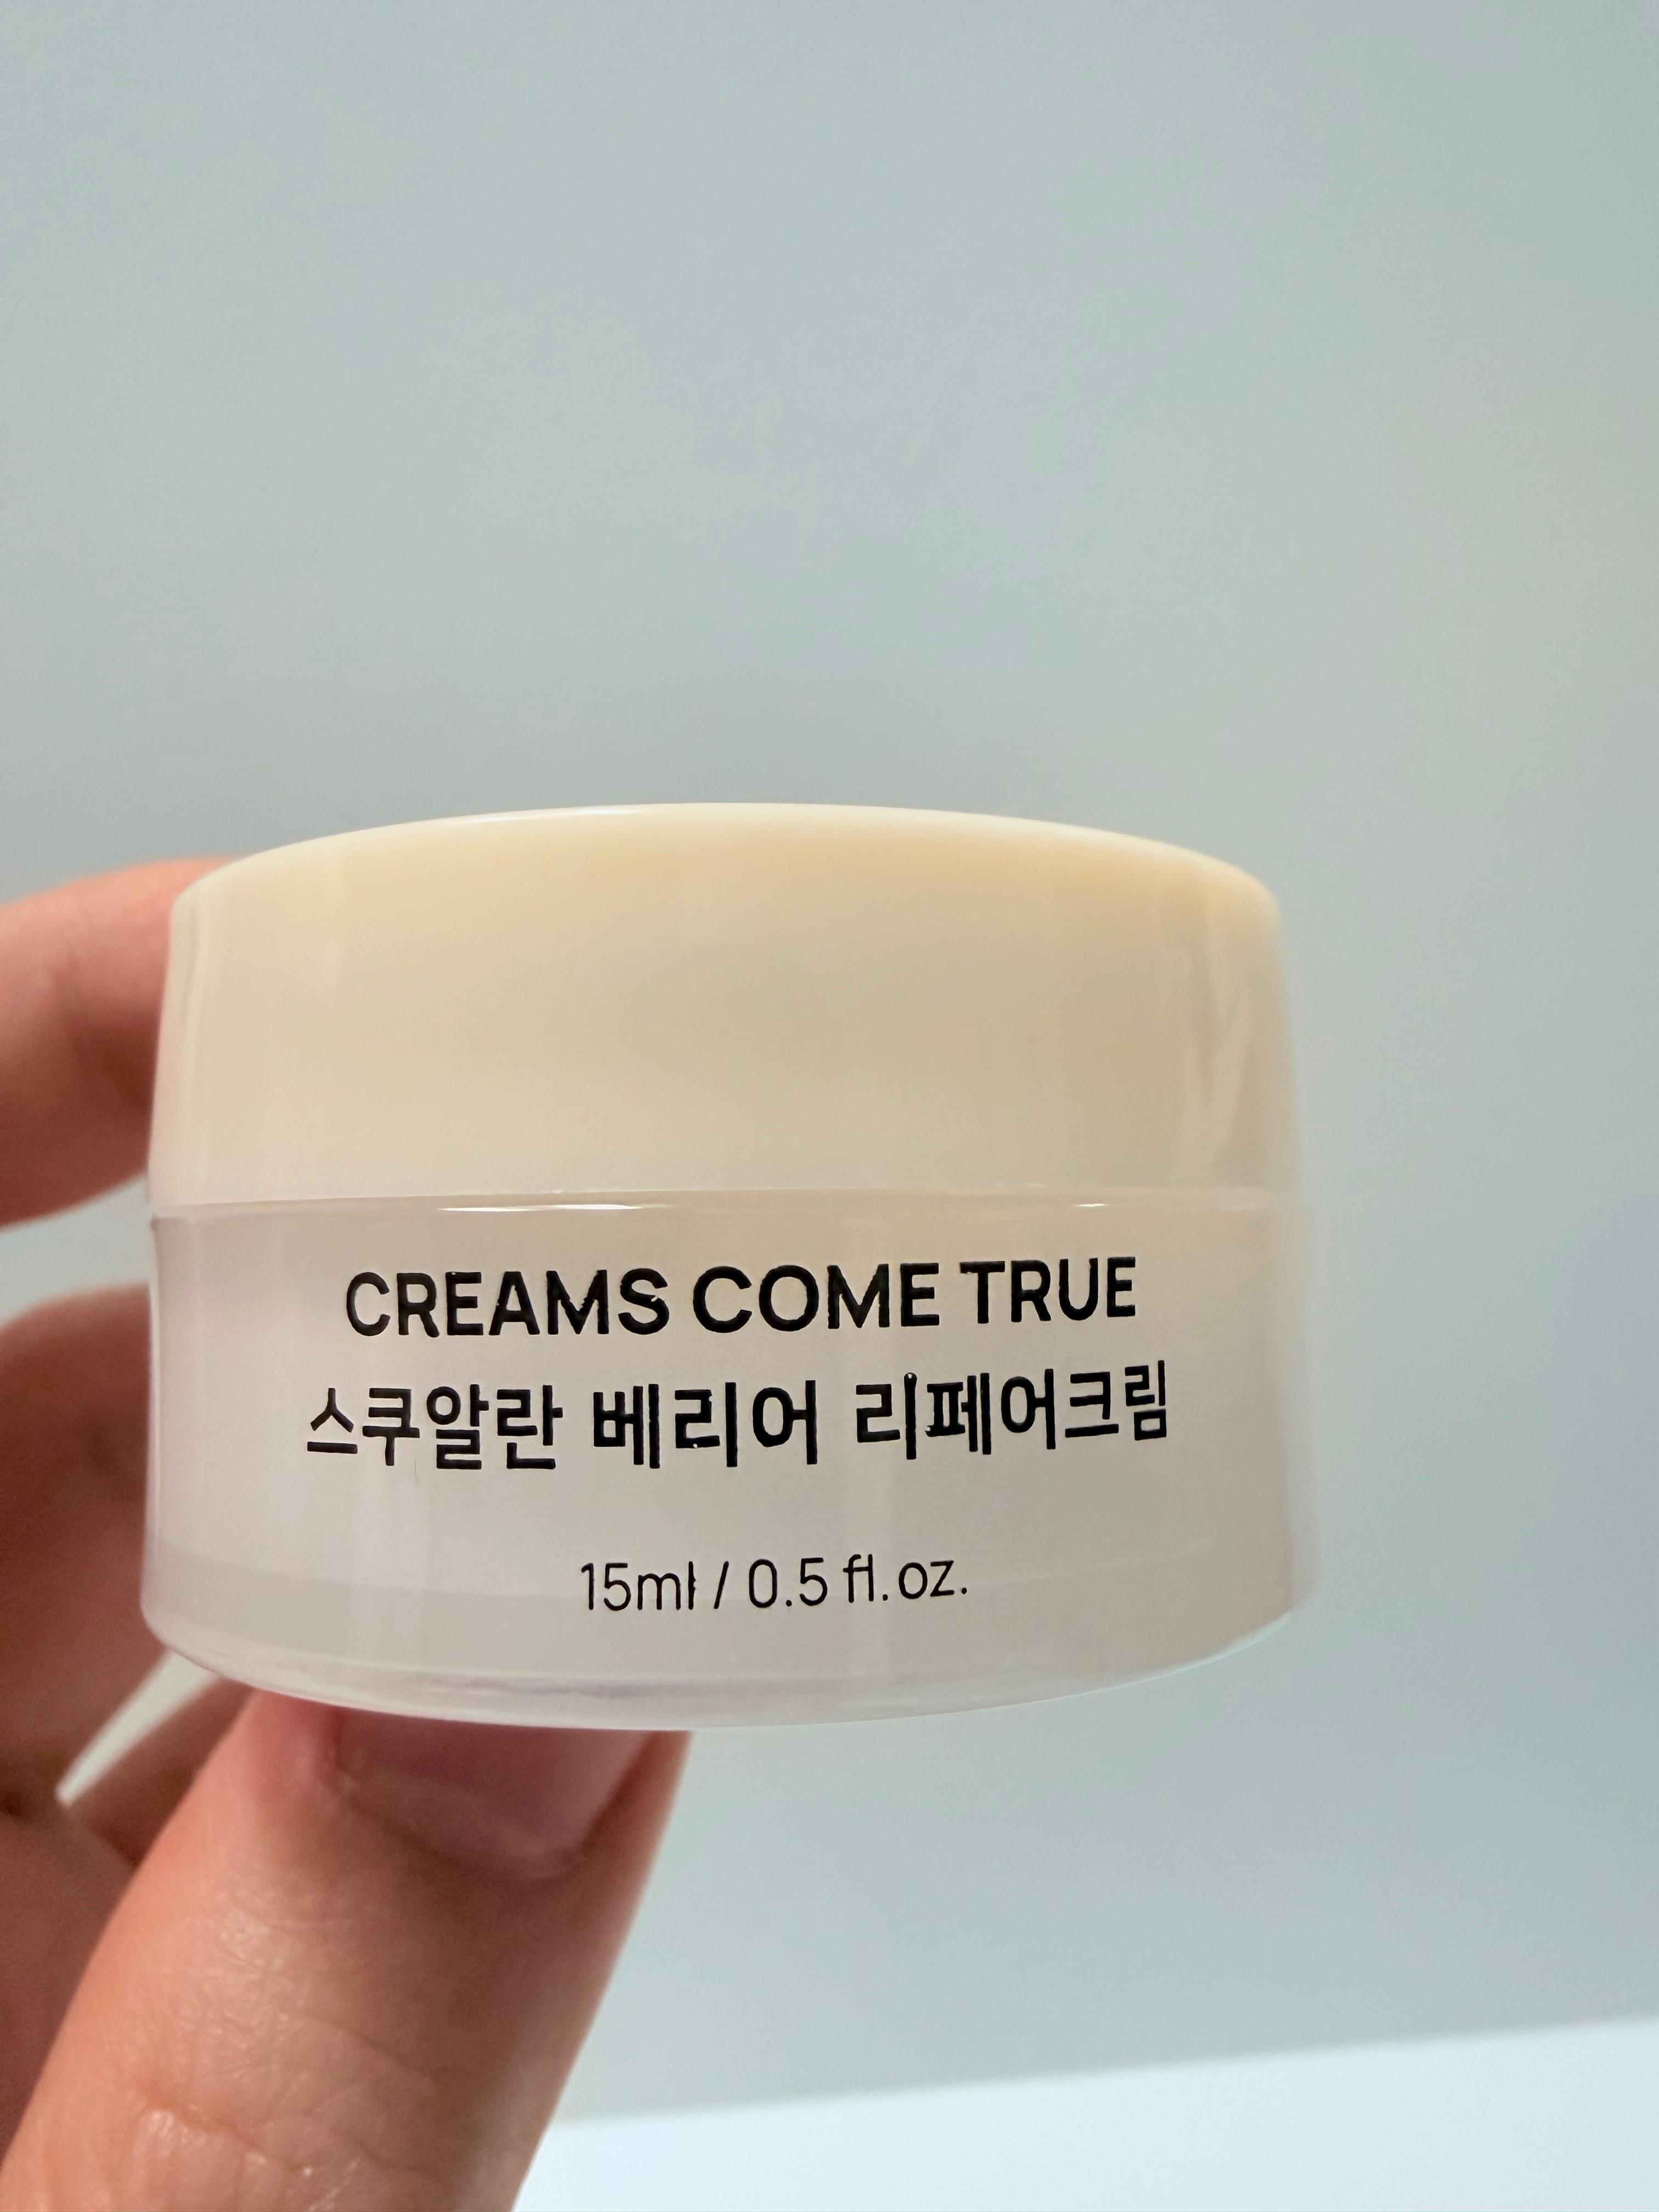 CREAMS COME TRUE
스쿠알란 베리어 리페어크림
15ml / 0.5 fl.oz.